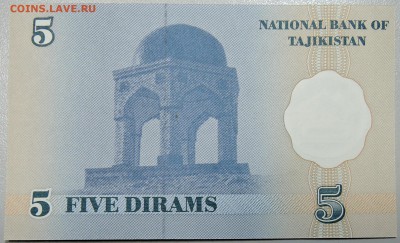 COINS.LAVE.RU
5
NATIONAL BANK OF
TAJIKISTAN
5 FIVE DIRAMS
5